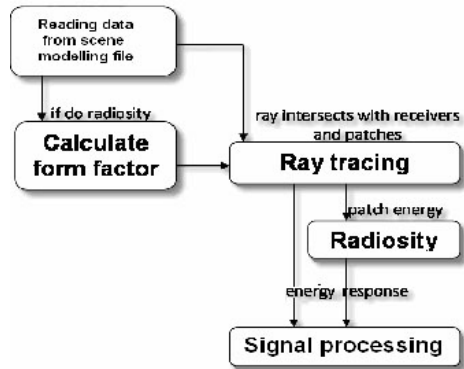 Reading data
from scene
modelling file
if do radiosity
ray intersects with receivers
and patches
Calculate
form factor
Ray tracing
patch energy
Radiosity
energy response
Signal processing